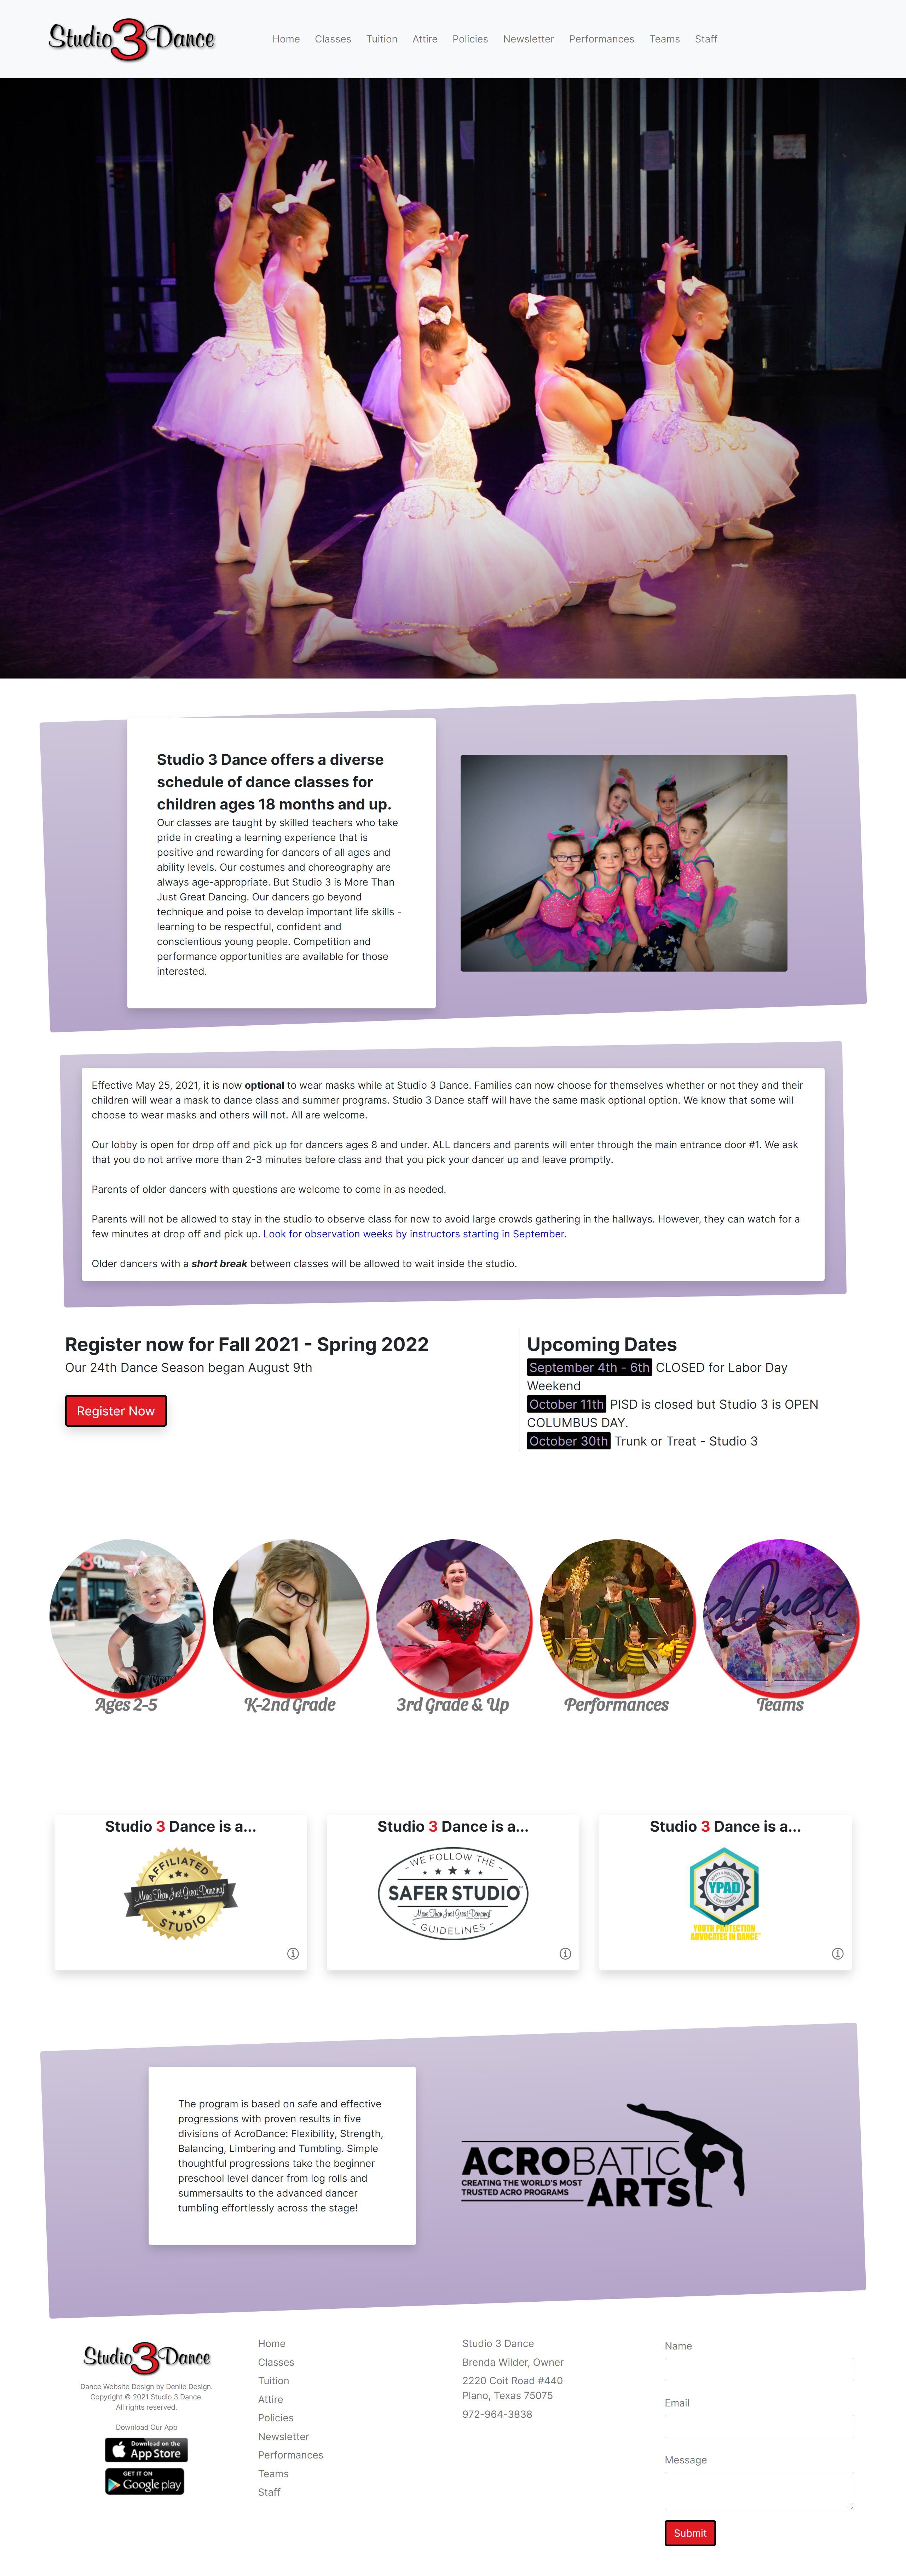 Studio 3 Dance
Home Classes Tuition Attire Policies Newsletter Performances Teams Staff
Studio 3 Dance offers a diverse
schedule of dance classes for
children ages 18 months and up.
Our classes are taught by skilled teachers who take
pride in creating a learning experience that is
positive and rewarding for dancers of all ages and
ability levels. Our costumes and choreography are
always age-appropriate. But Studio 3 is More Than
Just Great Dancing. Our dancers go beyond
technique and poise to develop important life skills -
learning to be respectful, confident and
conscientious young people. Competition and
performance opportunities are available for those
interested.
Effective May 25, 2021, it is now optional to wear masks while at Studio 3 Dance. Families can now choose for themselves whether or not they and their
children will wear a mask to dance class and summer programs. Studio 3 Dance staff will have the same mask optional option. We know that some will
choose to wear masks and others will not. All are welcome.
Our lobby is open for drop off and pick up for dancers ages 8 and under. ALL dancers and parents will enter through the main entrance door #1. We ask
that you do not arrive more than 2-3 minutes before class and that you pick your dancer up and leave promptly.
Parents of older dancers with questions are welcome to come in as needed.
Parents will not be allowed to stay in the studio to observe class for now to avoid large crowds gathering in the hallways. However, they can watch for a
few minutes at drop off and pick up. Look for observation weeks by instructors starting in September.
Older dancers with a short break between classes will be allowed to wait inside the studio.
Register now for Fall 2021 - Spring 2022
Our 24th Dance Season began August 9th
Register Now
Upcoming Dates
September 4th - 6th CLOSED for Labor Day
Weekend
October 11th PISD is closed but Studio 3 is OPEN
COLUMBUS DAY.
October 30th Trunk or Treat - Studio 3
Ages 2-5
K-2nd Grade
3rd Grade & Up
Performances
Teams
Studio 3 Dance is a...
AFFILIATED
More Than Just Great Dancing!
STUDIO
Studio 3 Dance is a...
WE FOLLOW THE
SAFER STUDIO
More Than Just Great Dancing!
GUIDELINES
Studio 3 Dance is a...
YPAD
YOUTH PROTECTION
ADVOCATES IN DANCE
The program is based on safe and effective
progressions with proven results in five
divisions of AcroDance: Flexibility, Strength,
Balancing, Limbering and Tumbling. Simple
thoughtful progressions take the beginner
preschool level dancer from log rolls and
summersaults to the advanced dancer
tumbling effortlessly across the stage!
ACROBATIC
CREATING THE WORLD'S MOST
TRUSTED ACRO PROGRAMS
ARTS
Studio 3 Dance
Dance Website Design by Denlie Design.
Copyright © 2021 Studio 3 Dance.
All rights reserved.
Download Our App
Download on the
App Store
GET IT ON
Google play
Home
Classes
Tuition
Attire
Policies
Newsletter
Performances
Teams
Staff
Studio 3 Dance
Brenda Wilder, Owner
2220 Coit Road #440
Plano, Texas 75075
972-964-3838
Name
Email
Message
Submit